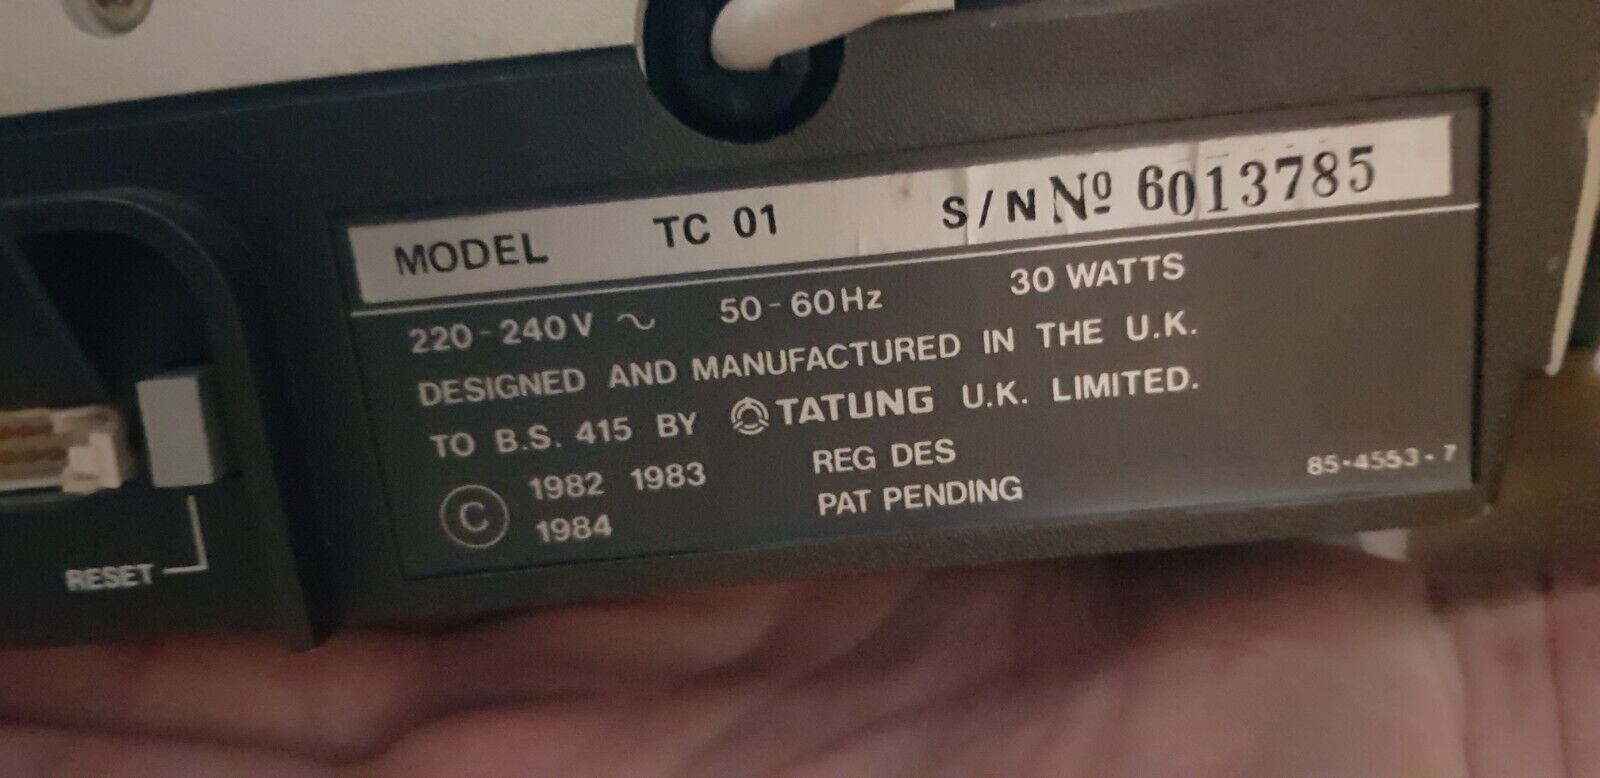 MODEL TC 01 S/N Nº 6013785
220-240V ~ 50-60Hz 30 WATTS
DESIGNED AND MANUFACTURED IN THE U.K.
TO B.S. 415 BY TATUNG U.K. LIMITED.
© 1982 1983 REG DES
1984 PAT PENDING
85·4553·7
RESET